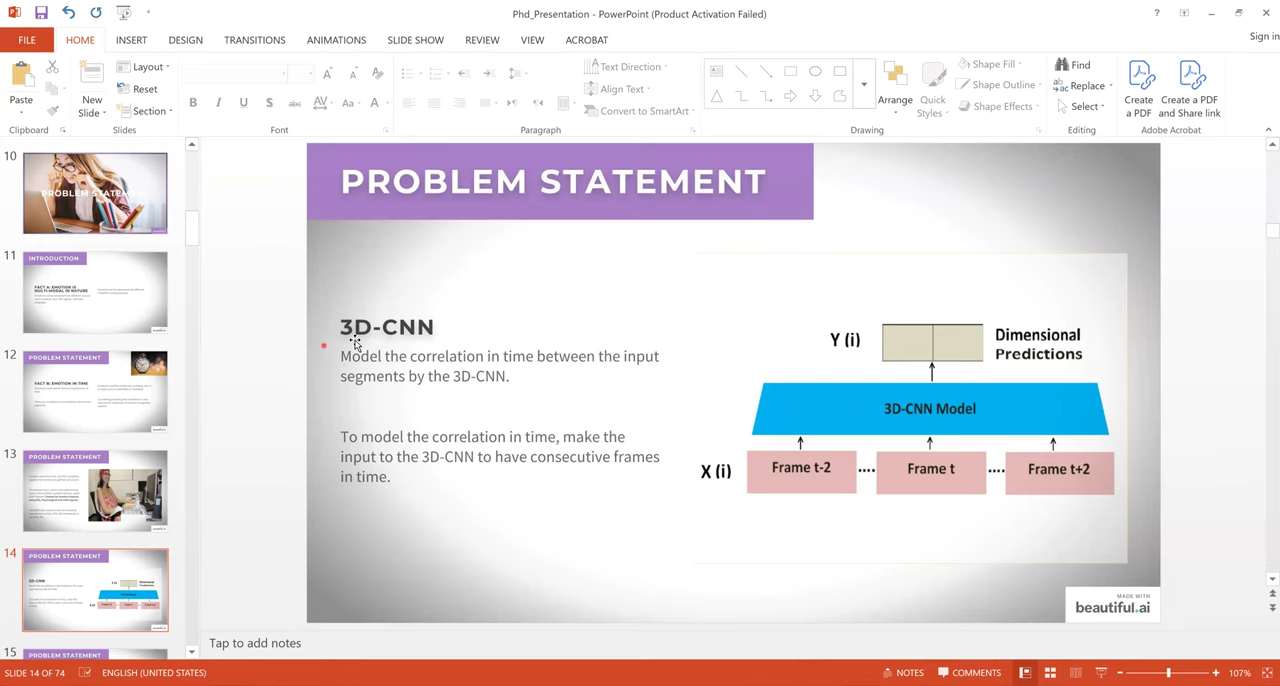 Phd_Presentation - PowerPoint (Product Activation Failed)
Sign in
FILE HOME INSERT DESIGN TRANSITIONS ANIMATIONS SLIDE SHOW REVIEW VIEW ACROBAT
Paste
New
Slide
Layout
Reset
Section
Text Direction
Align Text
Convert to SmartArt
Arrange
Quick
Styles
Shape Fill
Shape Outline
Shape Effects
Find
Replace
Select
Create
a PDF
Create a PDF
and Share link
Clipboard Slides Font Paragraph Drawing Editing Adobe Acrobat
10
PROBLEM STATEM
11
INTRODUCTION
FACT A: EMOTION IS
MULTI-MODAL IN NATURE
12
PROBLEM STATEMENT
FACT B: EMOTION IN TIME
13
PROBLEM STATEMENT
14
PROBLEM STATEMENT
3D-CNN
15
PROBLEM STATEMENT
PROBLEM STATEMENT
3D-CNN
Model the correlation in time between the input
segments by the 3D-CNN.
To model the correlation in time, make the
input to the 3D-CNN to have consecutive frames
in time.
Y (i)
Dimensional
Predictions
3D-CNN Model
X (i)
Frame t-2 .... Frame t .... Frame t+2
MADE WITH
beautiful.ai
Tap to add notes
SLIDE 14 OF 74 ENGLISH (UNITED STATES) NOTES COMMENTS 107%